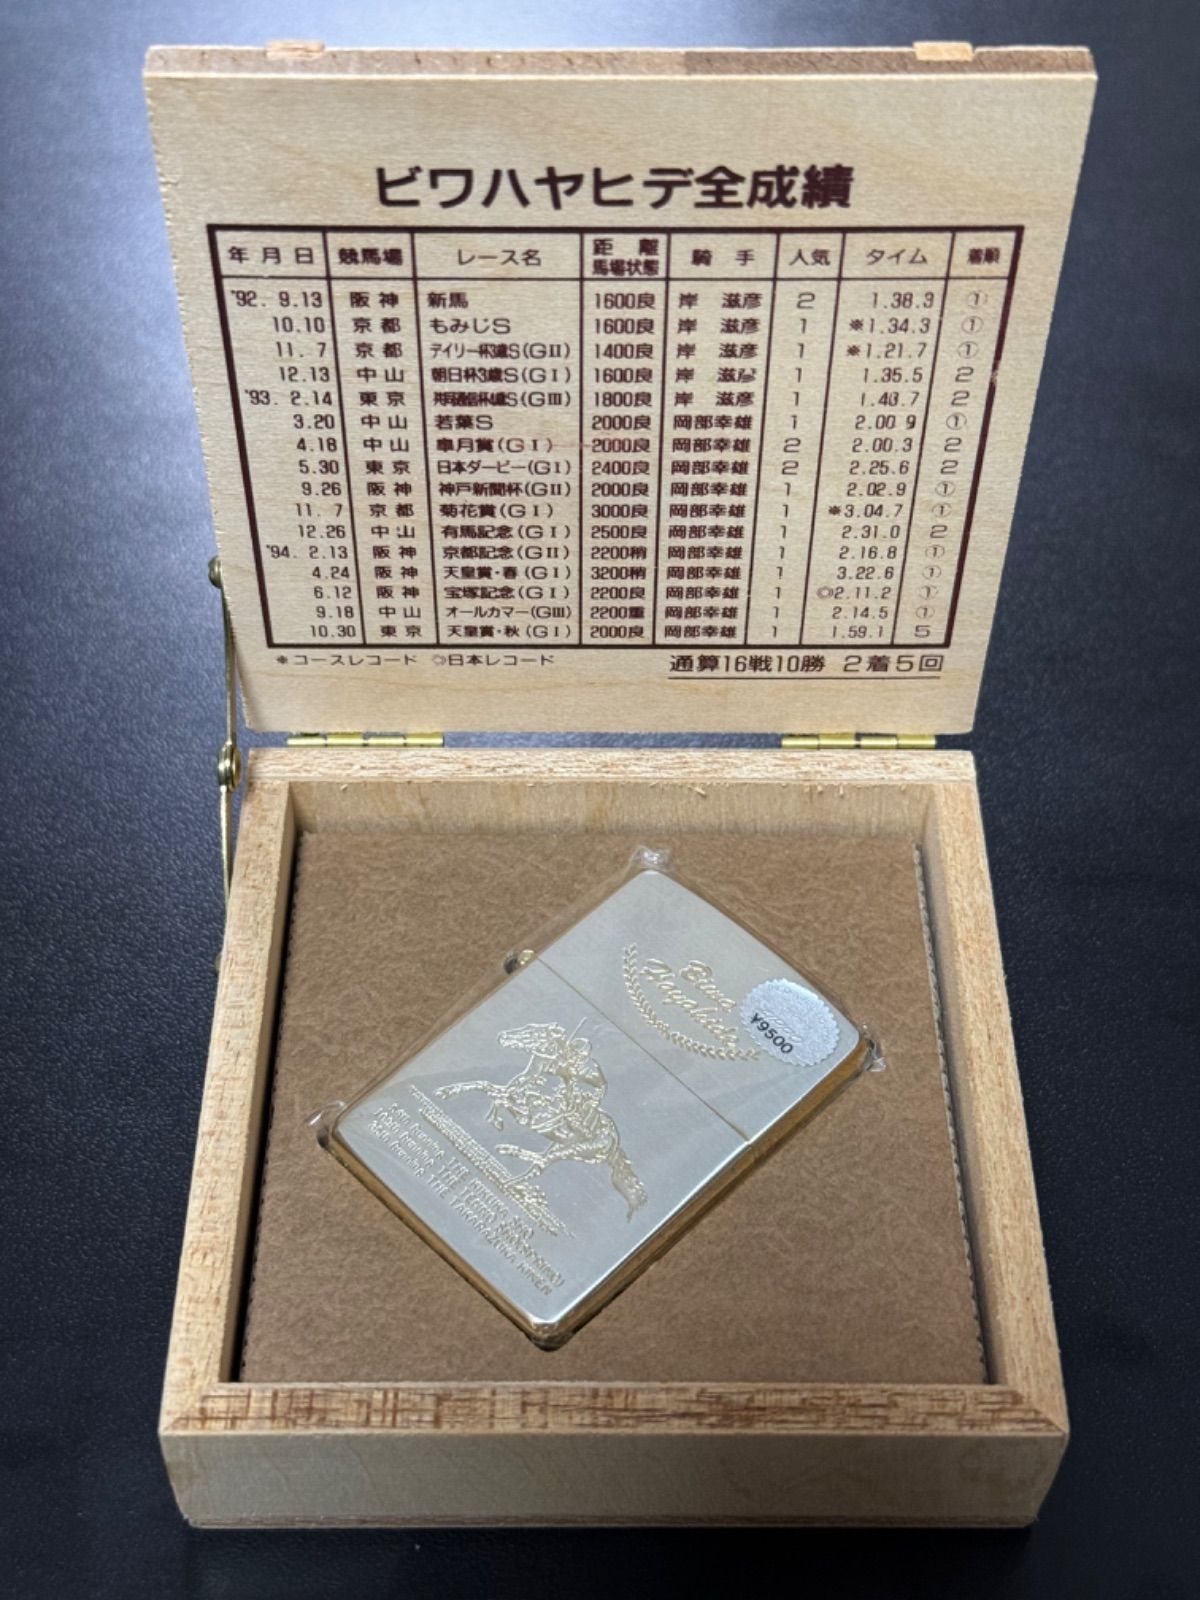 ビワハヤヒデ全成績
年月日 競馬場 レース名 距離 馬場状態 騎手 人気 タイム 着順
'92. 9.13 阪神 新馬 1600良 岸 滋彦 2 1.38.3 ①
10.10 京都 もみじS 1600良 岸 滋彦 1 ※1.34.3 ①
11. 7 京都 デイリー杯3歳S(GII) 1400良 岸 滋彦 1 ※1.21.7 ①
12.13 中山 朝日杯3歳S(GI) 1600良 岸 滋彦 1 1.35.5 2
'93. 2.14 東京 共同通信杯4歳S(GIII) 1800良 岸 滋彦 1 1.48.7 2
3.20 中山 若葉S 2000良 岡部幸雄 1 2.00 9 ①
4.18 中山 皐月賞(GI) 2000良 岡部幸雄 2 2.00.3 2
5.30 東京 日本ダービー(GI) 2400良 岡部幸雄 2 2.25.6 2
9.26 阪神 神戸新聞杯(GII) 2000良 岡部幸雄 1 2.02.9 ①
11. 7 京都 菊花賞(GI) 3000良 岡部幸雄 1 ※3.04.7 ①
12.26 中山 有馬記念(GI) 2500良 岡部幸雄 1 2.31.0 2
'94. 2.13 阪神 京都記念(GII) 2200稍 岡部幸雄 1 2.16.8 ①
4.24 阪神 天皇賞・春(GI) 3200稍 岡部幸雄 1 3.22.6 ①
6.12 阪神 宝塚記念(GI) 2200良 岡部幸雄 1 ◎2.11.2 ①
9.18 中山 オールカマー(GIII) 2200重 岡部幸雄 1 2.14.5 ①
10.30 東京 天皇賞・秋(GI) 2000良 岡部幸雄 1 1.59.1 5
※コースレコード ◎日本レコード 通算16戦10勝 2着5回
Biwa
Hayahide
¥9500
54th Running THE KIKUKA SHO
109th Running THE TENNO SHO(SPRING)
35th Running THE TAKARAZUKA KINEN